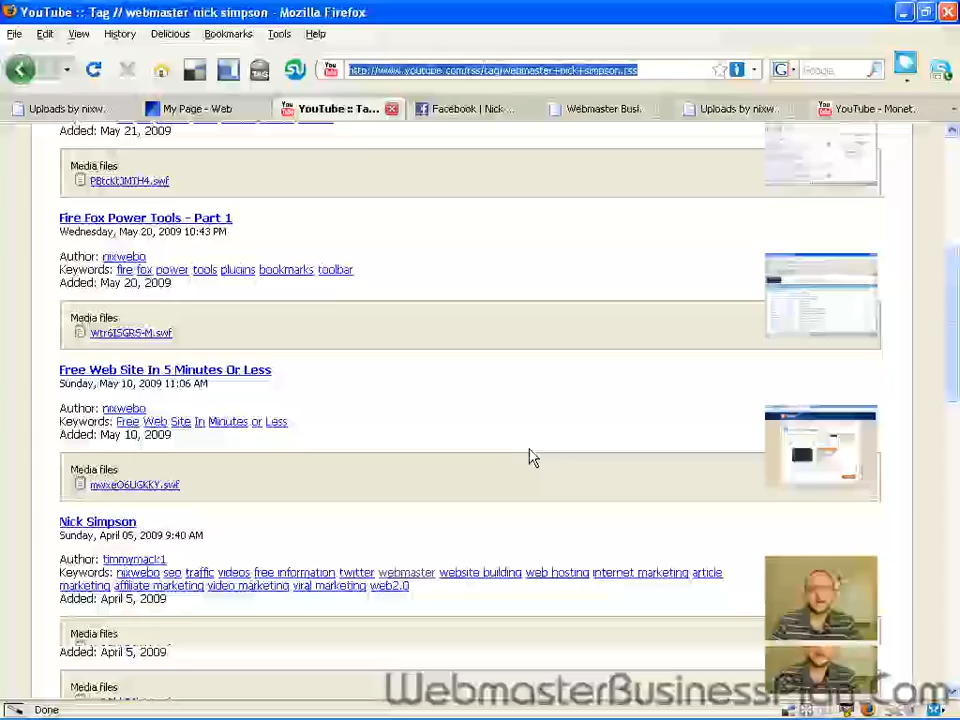 YouTube :: Tag // webmaster nick simpson - Mozilla Firefox
File Edit View History Delicious Bookmarks Tools Help
http://www.youtube.com/rss/tag/webmaster+nick+simpson.rss
Google
Uploads by nixw... My Page - Web YouTube :: Ta... Facebook | Nick ... Webmaster Busi... Uploads by nixw... YouTube - Monet...
Added: May 21, 2009
Media files
Fire Fox Power Tools - Part 1
Wednesday, May 20, 2009 10:43 PM
Author: nixwebo
Keywords: fire fox power tools plugins bookmarks toolbar
Added: May 20, 2009
Media files
Free Web Site In 5 Minutes Or Less
Sunday, May 10, 2009 11:06 AM
Author: nixwebo
Keywords: Free Web Site In Minutes or Less
Added: May 10, 2009
Media files
Nick Simpson
Sunday, April 05, 2009 9:40 AM
Author: timmymack1
Keywords: nixwebo seo traffic videos free information twitter webmaster website building web hosting internet marketing article
marketing affiliate marketing video marketing viral marketing web2.0
Added: April 5, 2009
Media files
Added: April 5, 2009
Media files
Done